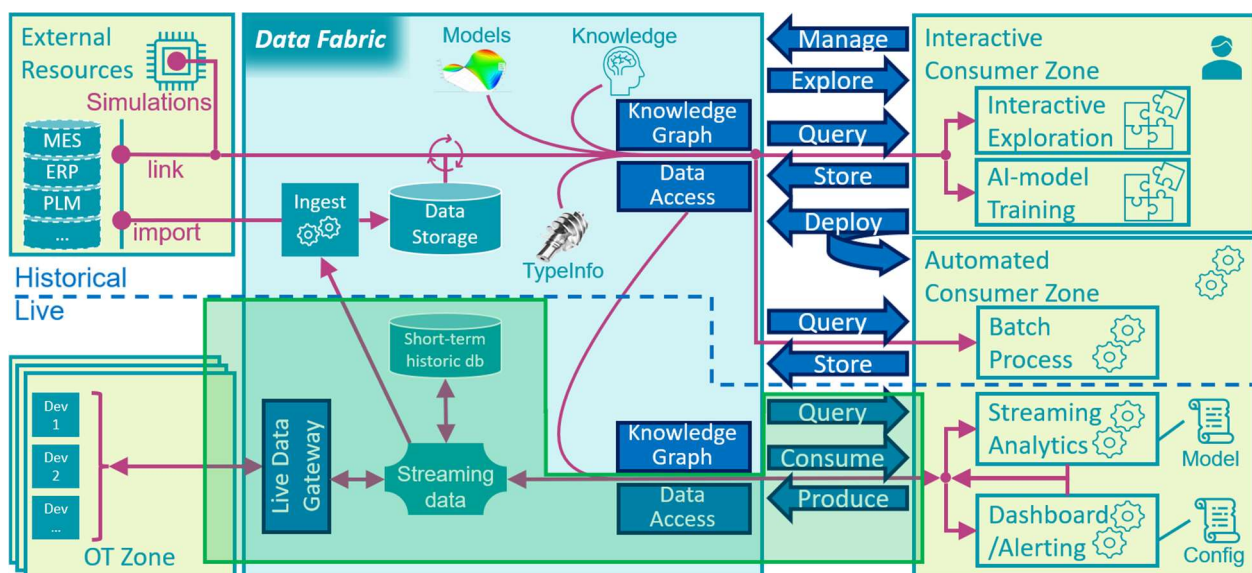 External
Resources
Simulations
MES
ERP
PLM
...
link
import
Historical
Live
Dev
1
Dev
2
Dev
...
OT Zone
Data Fabric
Models
Knowledge
Knowledge
Graph
Data
Access
Ingest
Data
Storage
TypeInfo
Short-term
historic db
Live Data
Gateway
Streaming
data
Knowledge
Graph
Data
Access
Manage
Explore
Query
Store
Deploy
Query
Store
Query
Consume
Produce
Interactive
Consumer Zone
Interactive
Exploration
AI-model
Training
Automated
Consumer Zone
Batch
Process
Streaming
Analytics
Model
Dashboard
/Alerting
Config